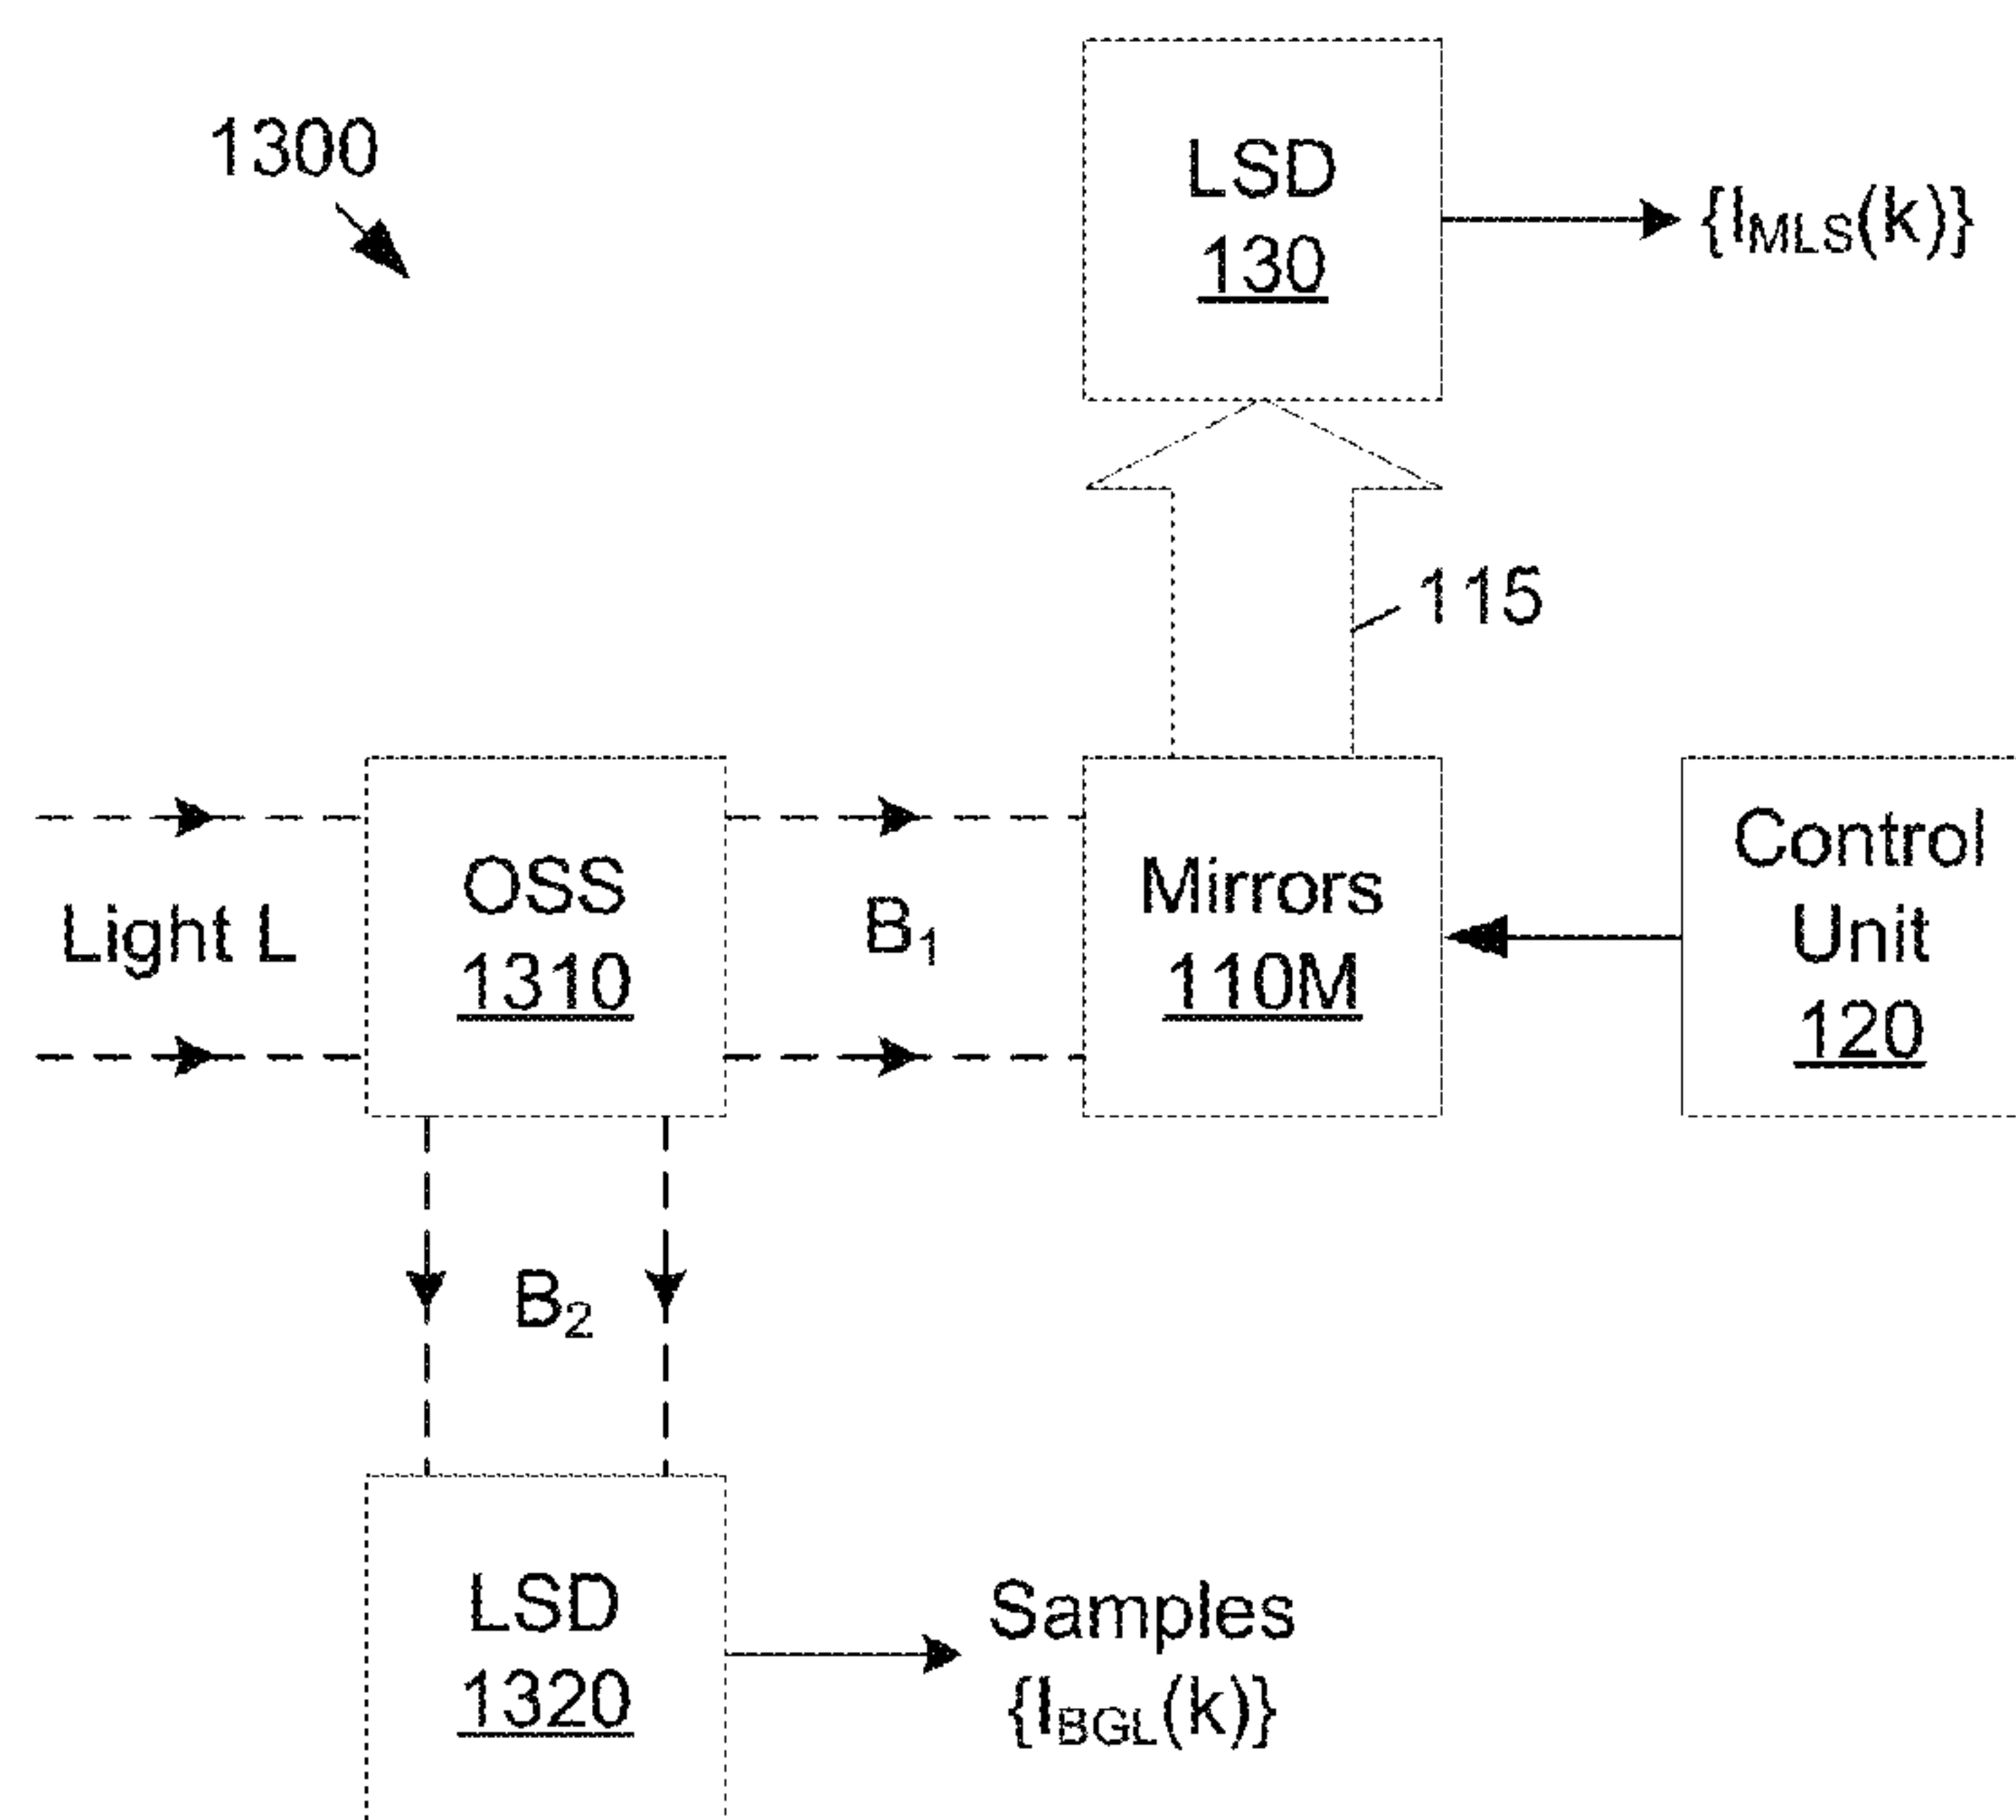 1300
LSD
130
{I_MLS(k)}
115
Light L
OSS
1310
B₁
Mirrors
110M
Control
Unit
120
B₂
LSD
1320
Samples
{I_BGL(k)}